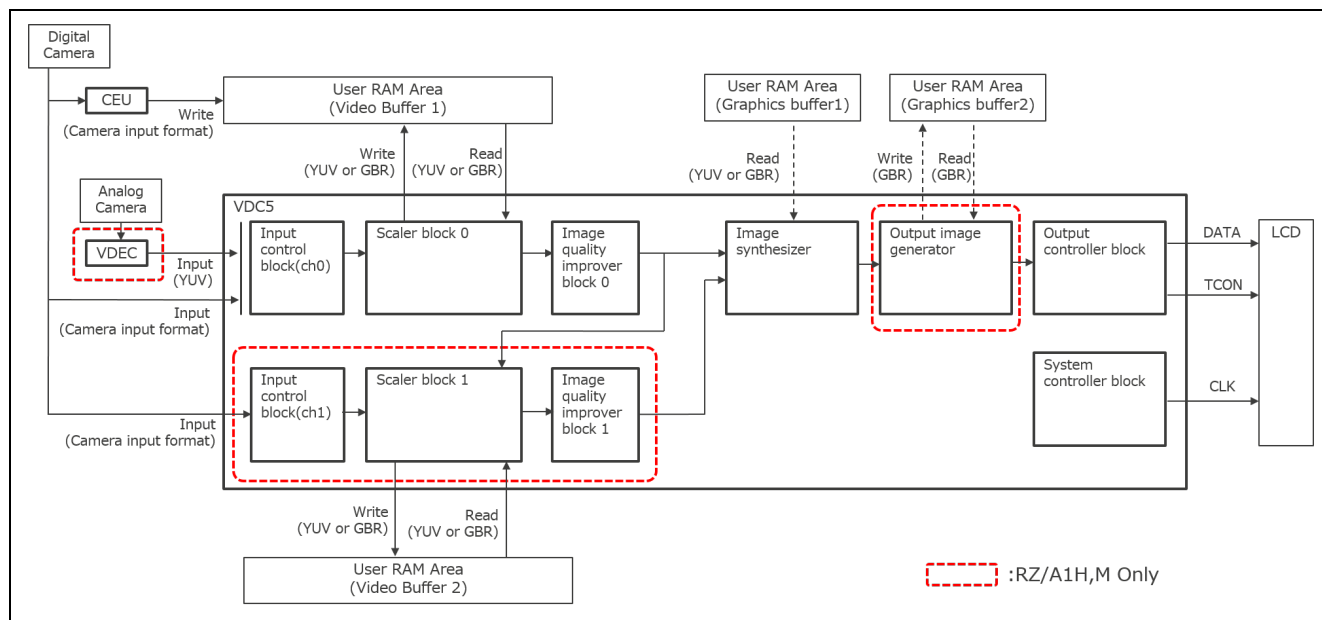 Digital
Camera
CEU
Write
(Camera input format)
User RAM Area
(Video Buffer 1)
User RAM Area
(Graphics buffer1)
User RAM Area
(Graphics buffer2)
Write
(YUV or GBR)
Read
(YUV or GBR)
Read
(YUV or GBR)
Write
(GBR)
Read
(GBR)
Analog
Camera
VDEC
Input
(YUV)
Input
(Camera input format)
VDC5
Input
control
block(ch0)
Scaler block 0
Image
quality
improver
block 0
Image
synthesizer
Output image
generator
Output
controller block
DATA
TCON
LCD
Input
control
block(ch1)
Scaler block 1
Image
quality
improver
block 1
System
controller block
CLK
Input
(Camera input format)
Write
(YUV or GBR)
Read
(YUV or GBR)
User RAM Area
(Video Buffer 2)
:RZ/A1H,M Only